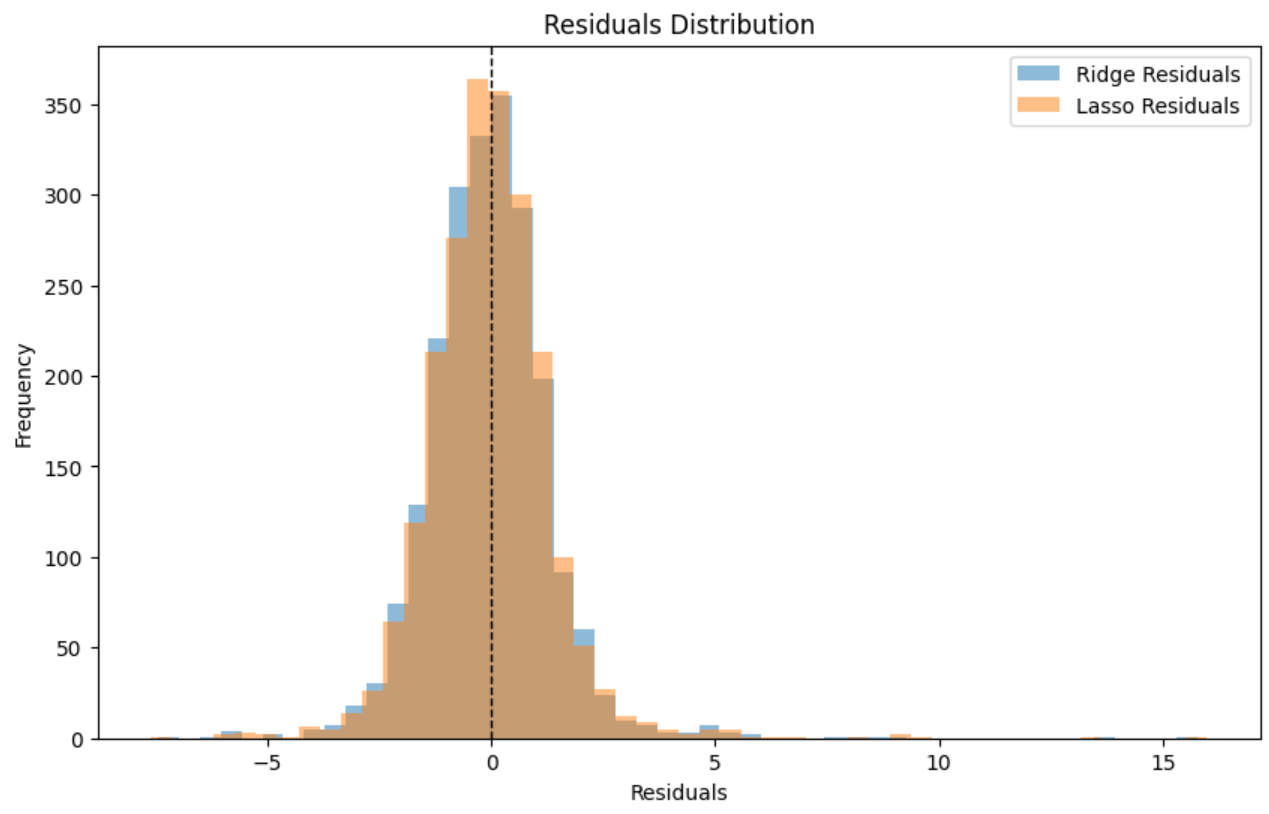 Residuals Distribution
Ridge Residuals
Lasso Residuals
350
300
250
200
150
100
50
0
Frequency
−5
0
5
10
15
Residuals